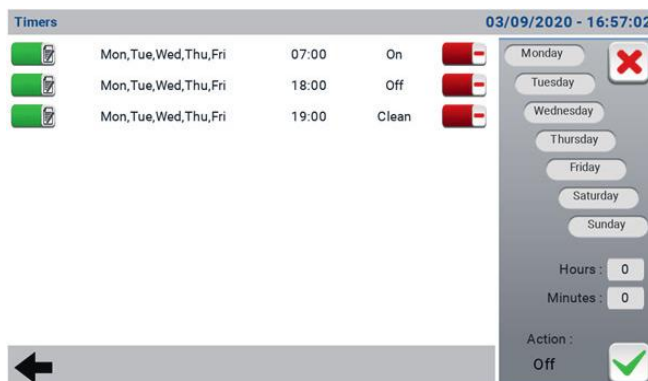 Timers 03/09/2020 - 16:57:02
Mon,Tue,Wed,Thu,Fri 07:00 On
Mon,Tue,Wed,Thu,Fri 18:00 Off
Mon,Tue,Wed,Thu,Fri 19:00 Clean
Monday
Tuesday
Wednesday
Thursday
Friday
Saturday
Sunday
Hours : 0
Minutes : 0
Action :
Off